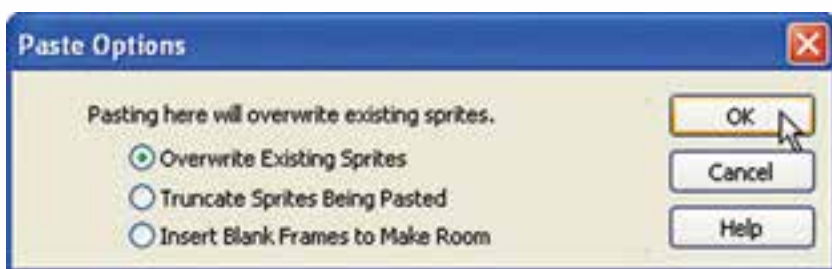 Paste Options
Pasting here will overwrite existing sprites.
OK
Overwrite Existing Sprites
Truncate Sprites Being Pasted
Cancel
Insert Blank Frames to Make Room
Help